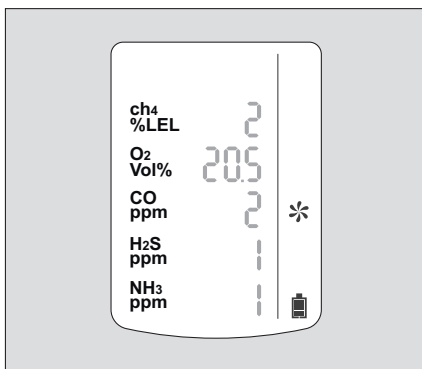 ch4 2
%LEL
O2 20.5
Vol%
CO 2
ppm
H2S 1
ppm
NH3 1
ppm